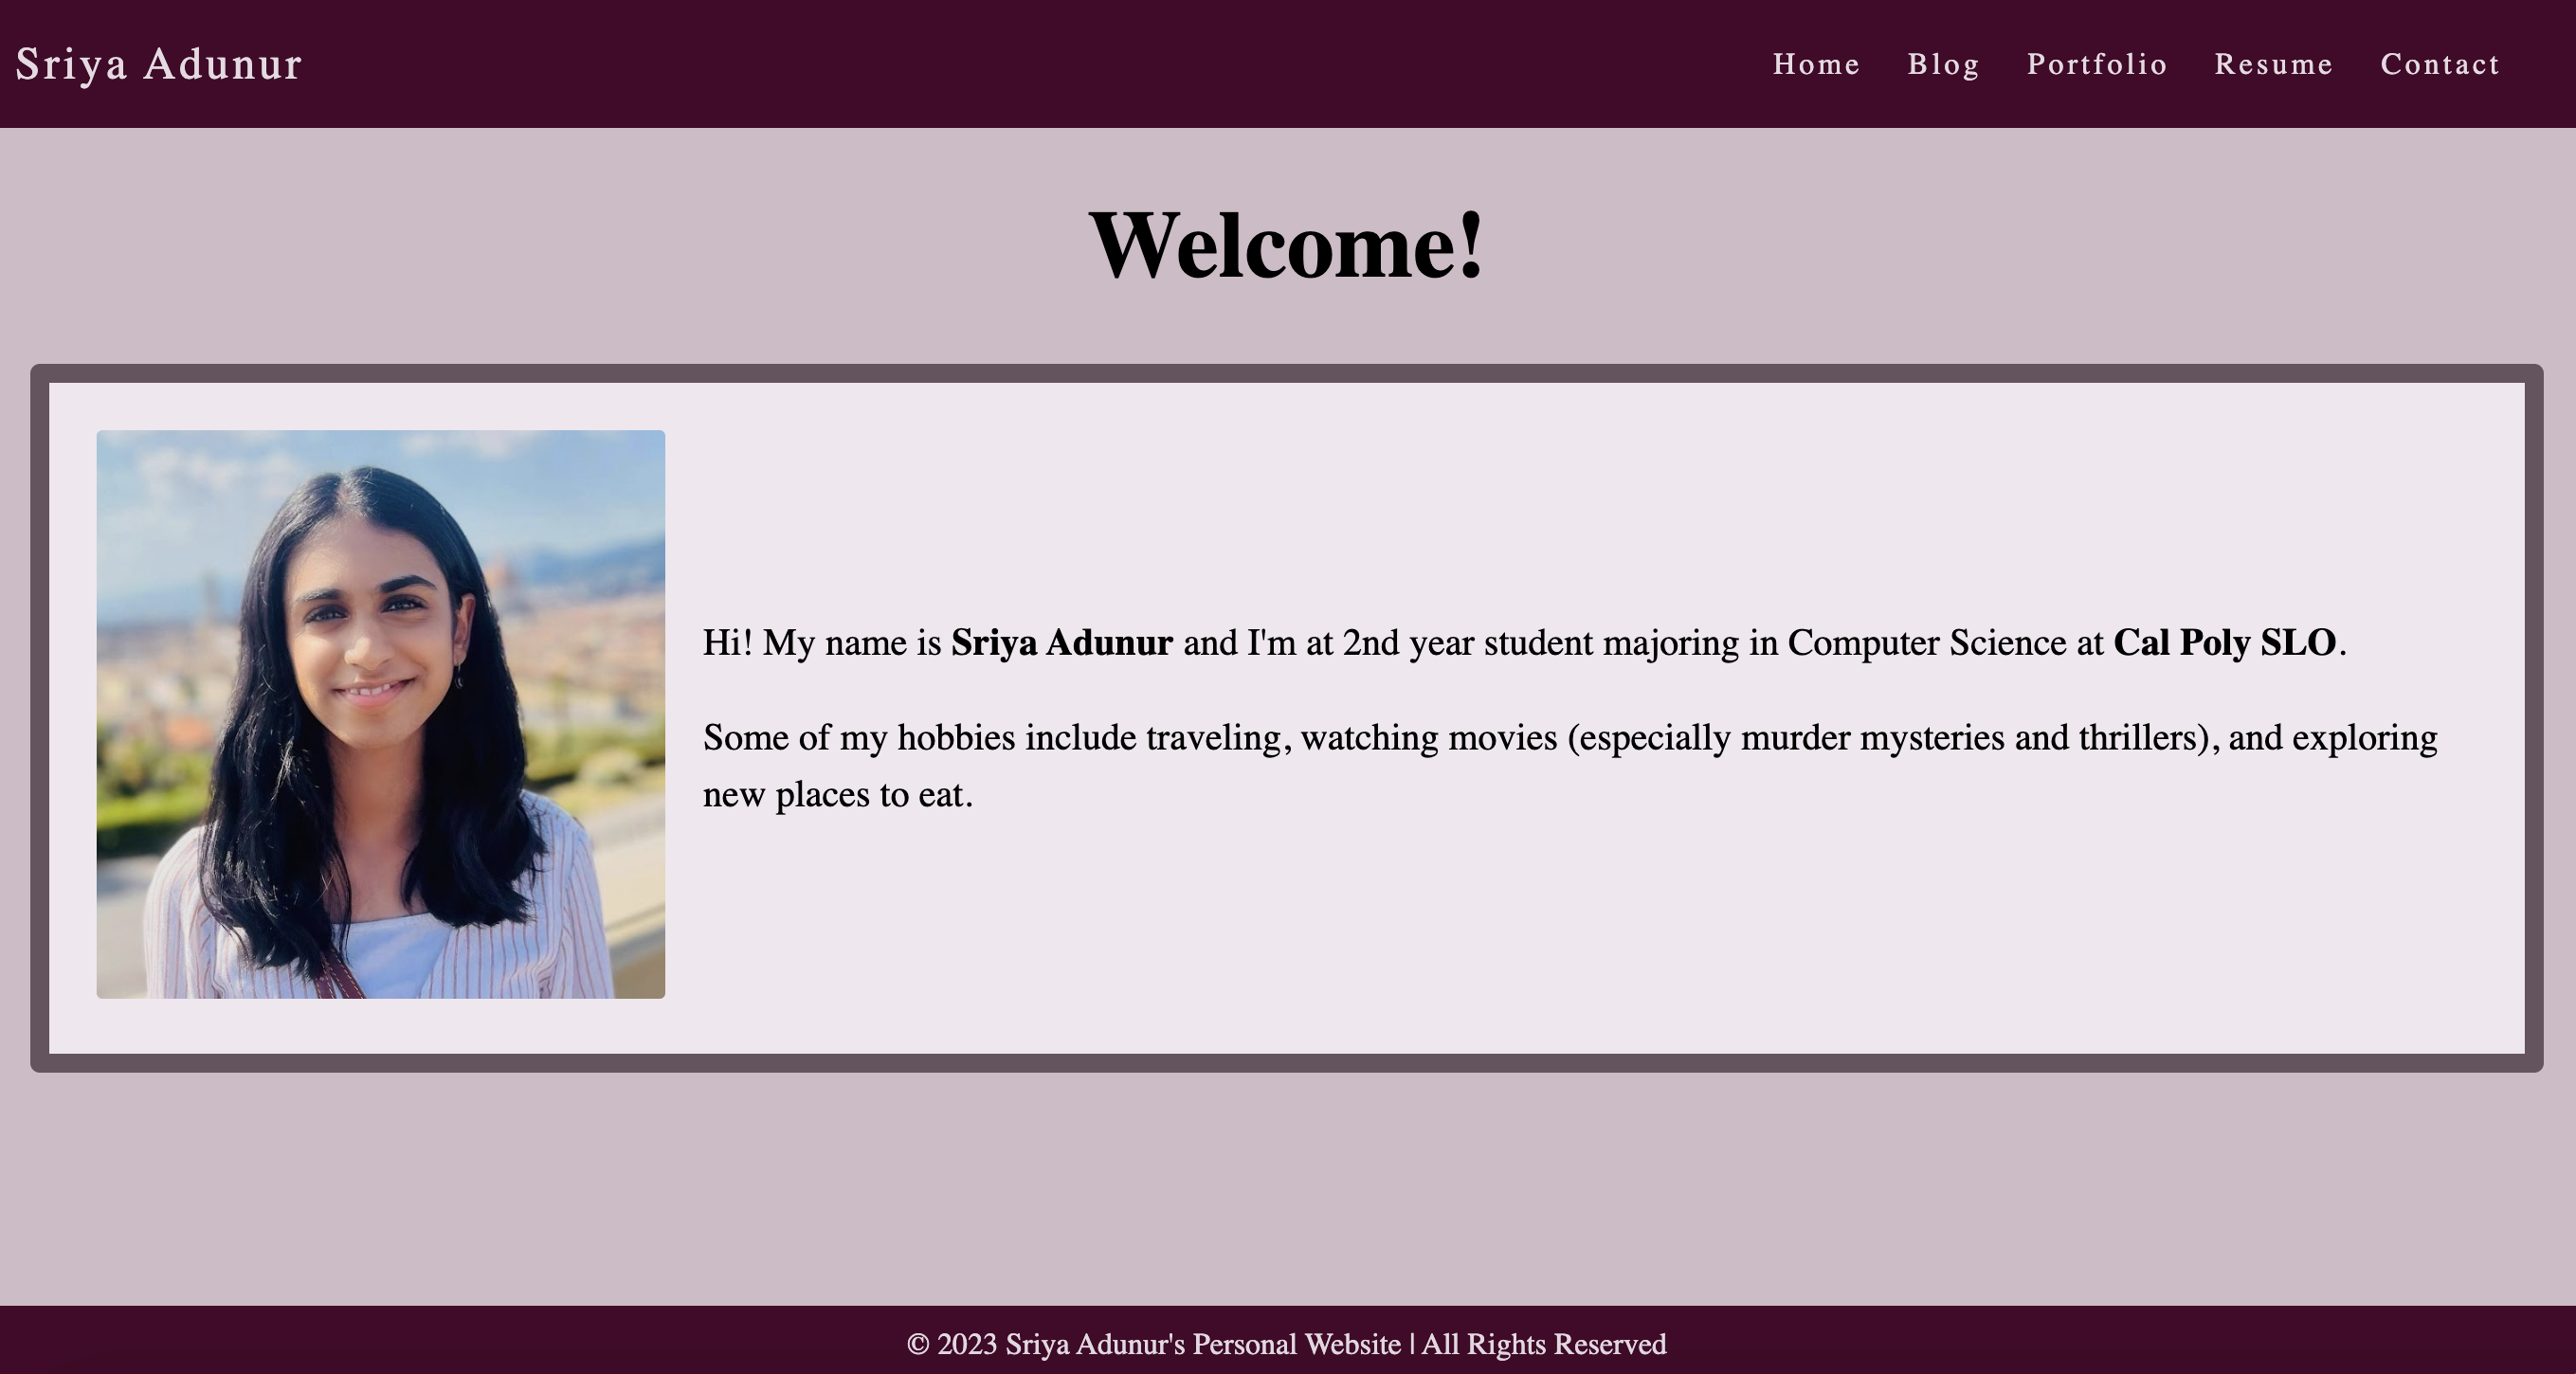 Sriya Adunur
Home Blog Portfolio Resume Contact
Welcome!
Hi! My name is Sriya Adunur and I'm at 2nd year student majoring in Computer Science at Cal Poly SLO.
Some of my hobbies include traveling, watching movies (especially murder mysteries and thrillers), and exploring
new places to eat.
© 2023 Sriya Adunur's Personal Website | All Rights Reserved